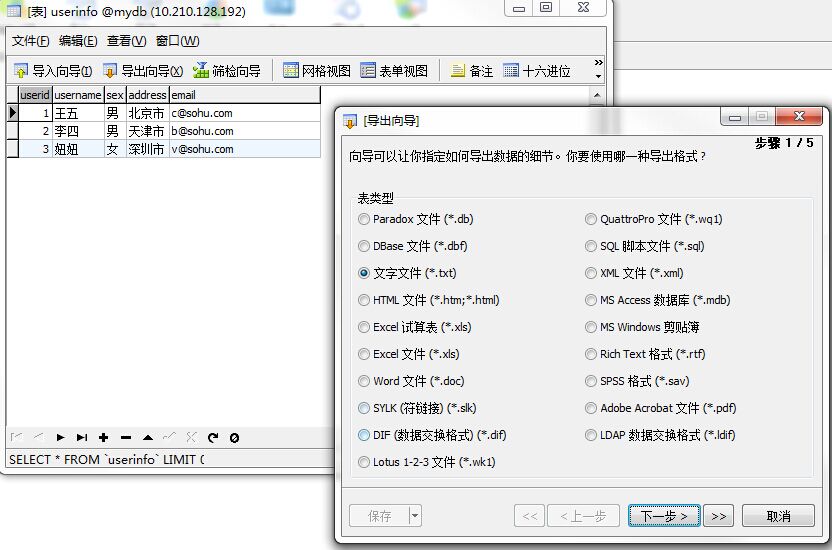 [表] userinfo @mydb (10.210.128.192)
文件(F) 编辑(E) 查看(V) 窗口(W)
导入向导(I) 导出向导(X) 筛检向导 网格视图 表单视图 备注 十六进位 »
userid username sex address email
1 王五 男 北京市 c@sohu.com
2 李四 男 天津市 b@sohu.com
3 妞妞 女 深圳市 v@sohu.com
SELECT * FROM `userinfo` LIMIT 0
[导出向导]
步骤 1 / 5
向导可以让你指定如何导出数据的细节。你要使用哪一种导出格式？
表类型
Paradox 文件 (*.db)
DBase 文件 (*.dbf)
文字文件 (*.txt)
HTML 文件 (*.htm;*.html)
Excel 试算表 (*.xls)
Excel 文件 (*.xls)
Word 文件 (*.doc)
SYLK (符链接) (*.slk)
DIF (数据交换格式) (*.dif)
Lotus 1-2-3 文件 (*.wk1)
QuattroPro 文件 (*.wq1)
SQL 脚本文件 (*.sql)
XML 文件 (*.xml)
MS Access 数据库 (*.mdb)
MS Windows 剪贴簿
Rich Text 格式 (*.rtf)
SPSS 格式 (*.sav)
Adobe Acrobat 文件 (*.pdf)
LDAP 数据交换格式 (*.ldif)
保存 << < 上一步 下一步 > >> 取消